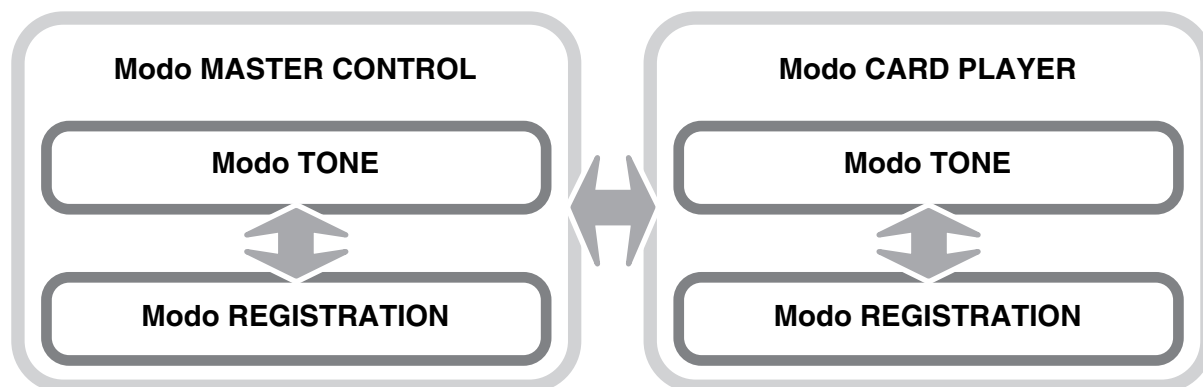 Modo MASTER CONTROL
Modo TONE
Modo REGISTRATION
Modo CARD PLAYER
Modo TONE
Modo REGISTRATION